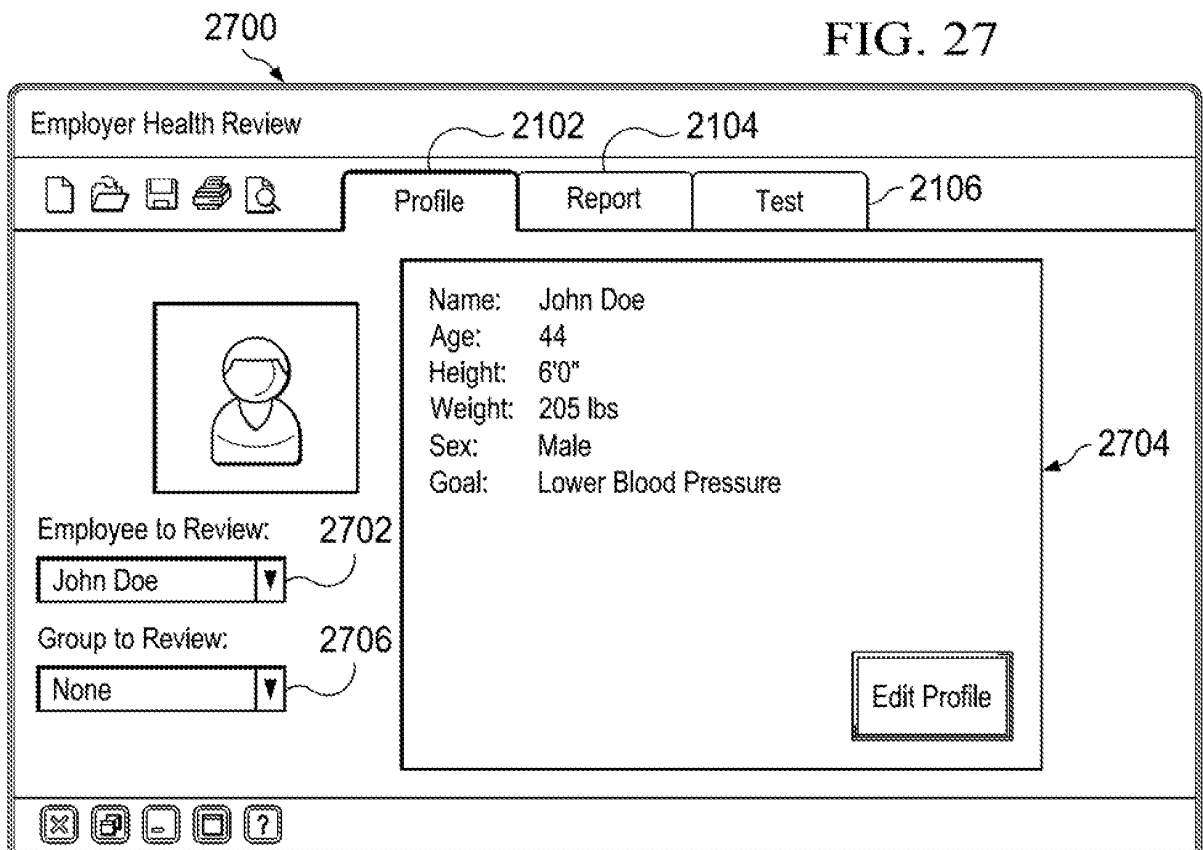 2700
FIG. 27
Employer Health Review
2102
2104
Profile
Report
Test
2106
Name: John Doe
Age: 44
Height: 6'0"
Weight: 205 lbs
Sex: Male
Goal: Lower Blood Pressure
2704
Employee to Review:
2702
John Doe
Group to Review:
2706
None
Edit Profile
?